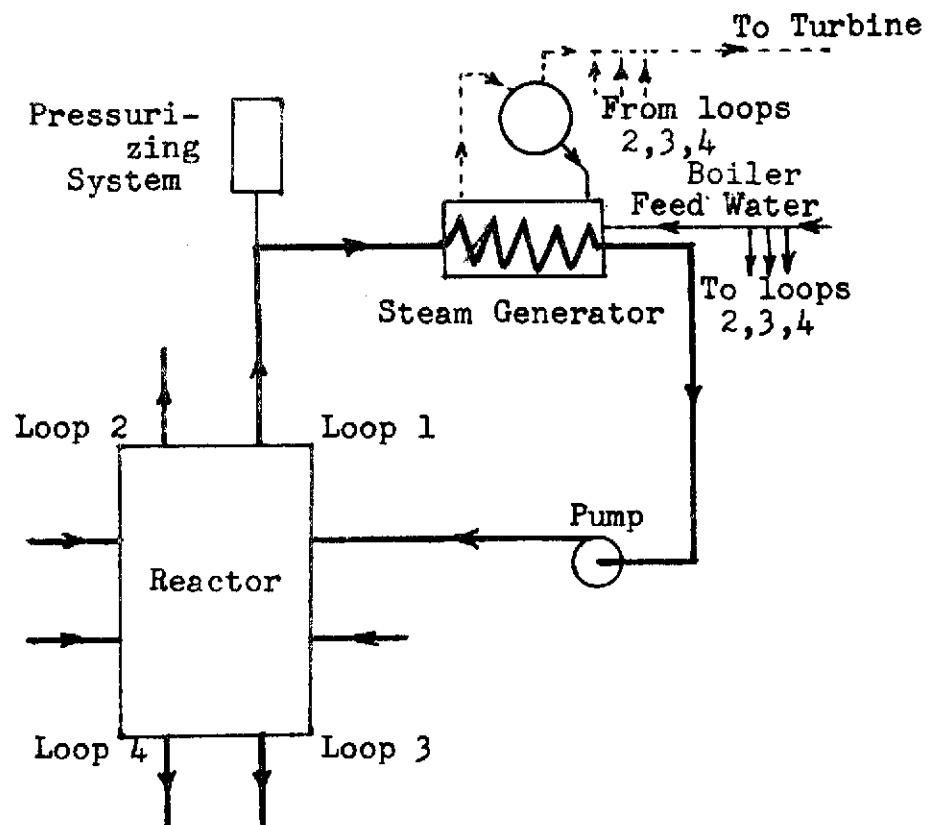 To Turbine
Pressuri-
zing
System
From loops
2,3,4
Boiler
Feed Water
To loops
2,3,4
Steam Generator
Loop 2
Loop 1
Pump
Reactor
Loop 4
Loop 3